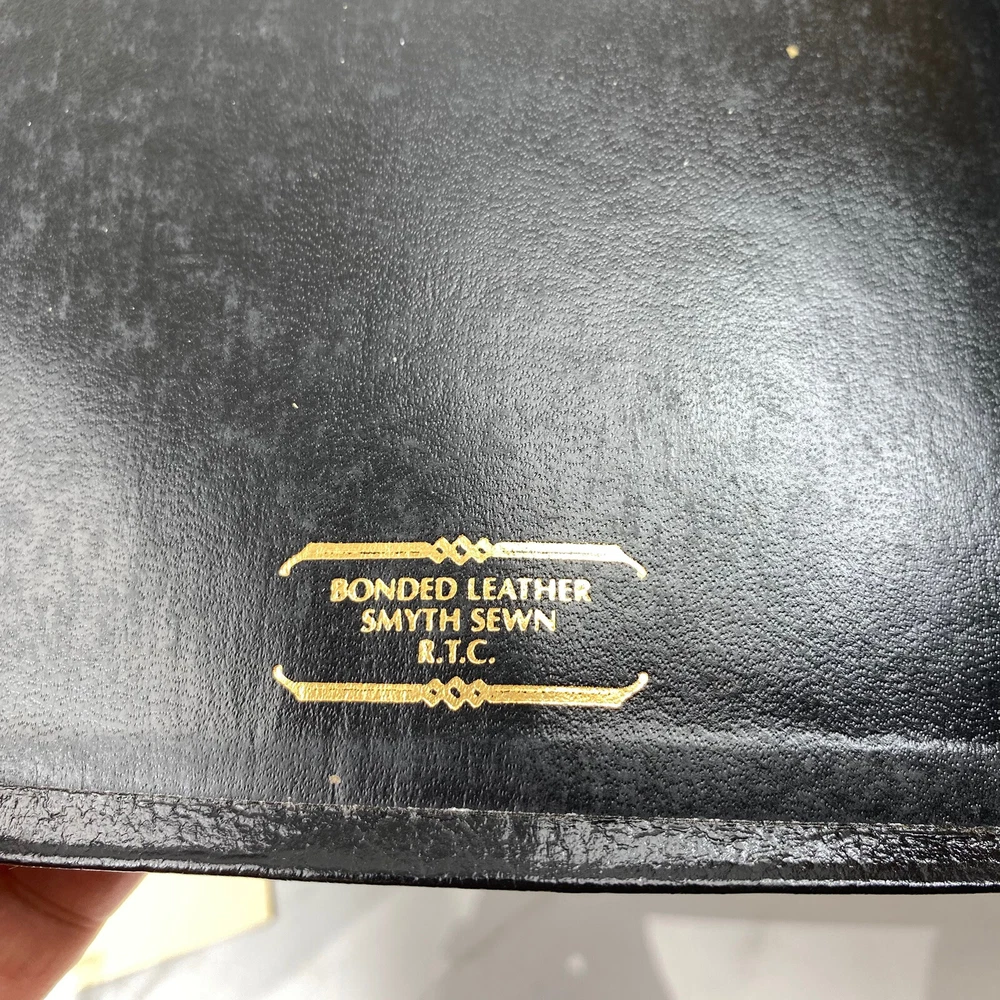 BONDED LEATHER
SMYTH SEWN
R.T.C.